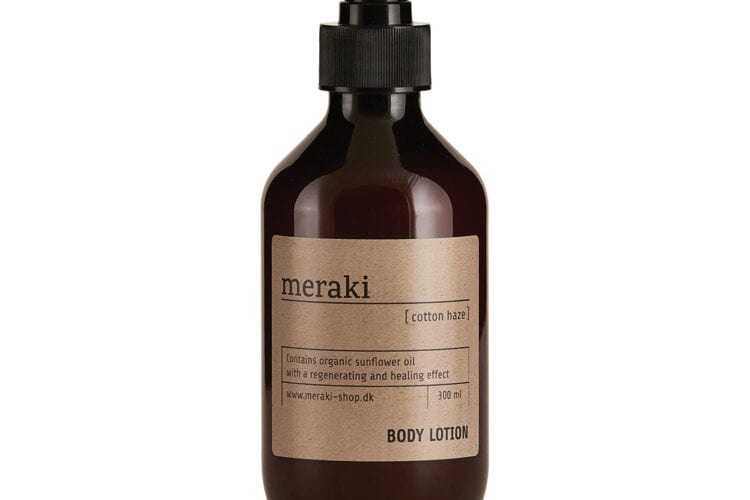 meraki
[ cotton haze ]
Contains organic sunflower oil
with a regenerating and healing effect
www.meraki-shop.dk
300 ml
BODY LOTION